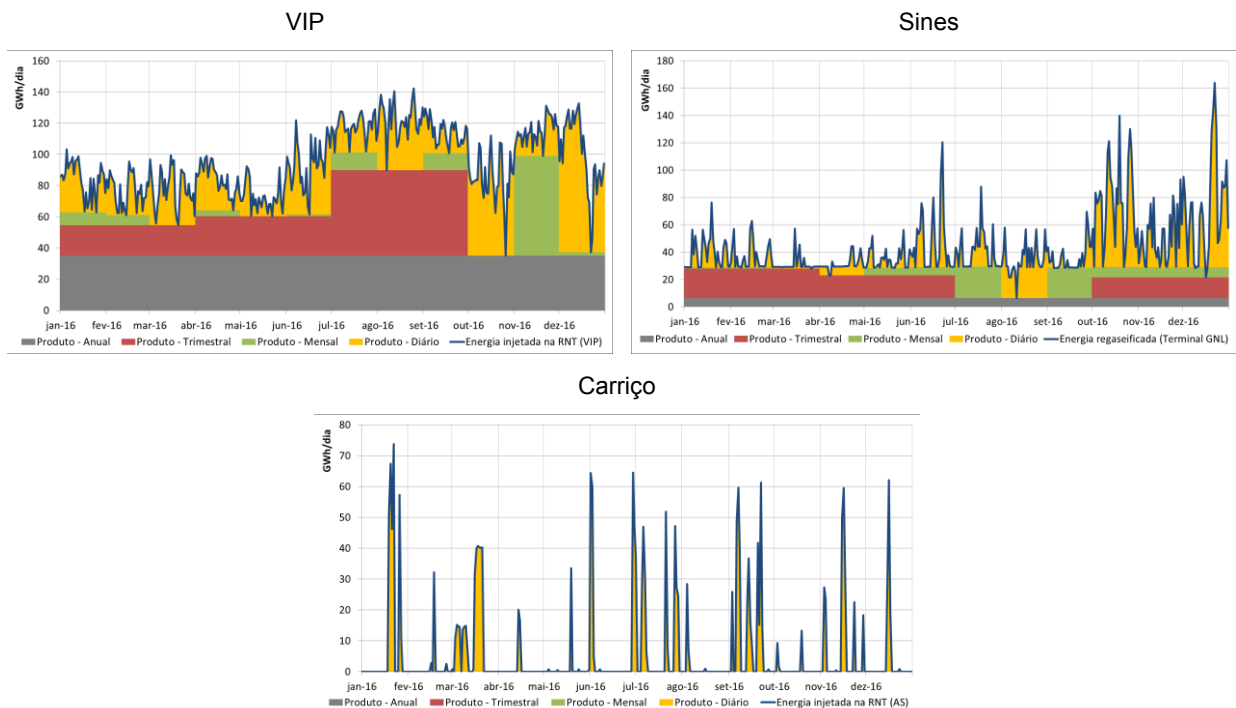 VIP
Sines
GWh/dia
160
140
120
100
80
60
40
20
0
jan-16 fev-16 mar-16 abr-16 mai-16 jun-16 jul-16 ago-16 set-16 out-16 nov-16 dez-16
Produto - Anual Produto - Trimestral Produto - Mensal Produto - Diário Energia injetada na RNT (VIP)
GWh/dia
180
160
140
120
100
80
60
40
20
0
jan-16 fev-16 mar-16 abr-16 mai-16 jun-16 jul-16 ago-16 set-16 out-16 nov-16 dez-16
Produto - Anual Produto - Trimestral Produto - Mensal Produto - Diário Energia regaseificada (Terminal GNL)
Carriço
GWh/dia
80
70
60
50
40
30
20
10
0
jan-16 fev-16 mar-16 abr-16 mai-16 jun-16 jul-16 ago-16 set-16 out-16 nov-16 dez-16
Produto - Anual Produto - Trimestral Produto - Mensal Produto - Diário Energia injetada na RNT (AS)